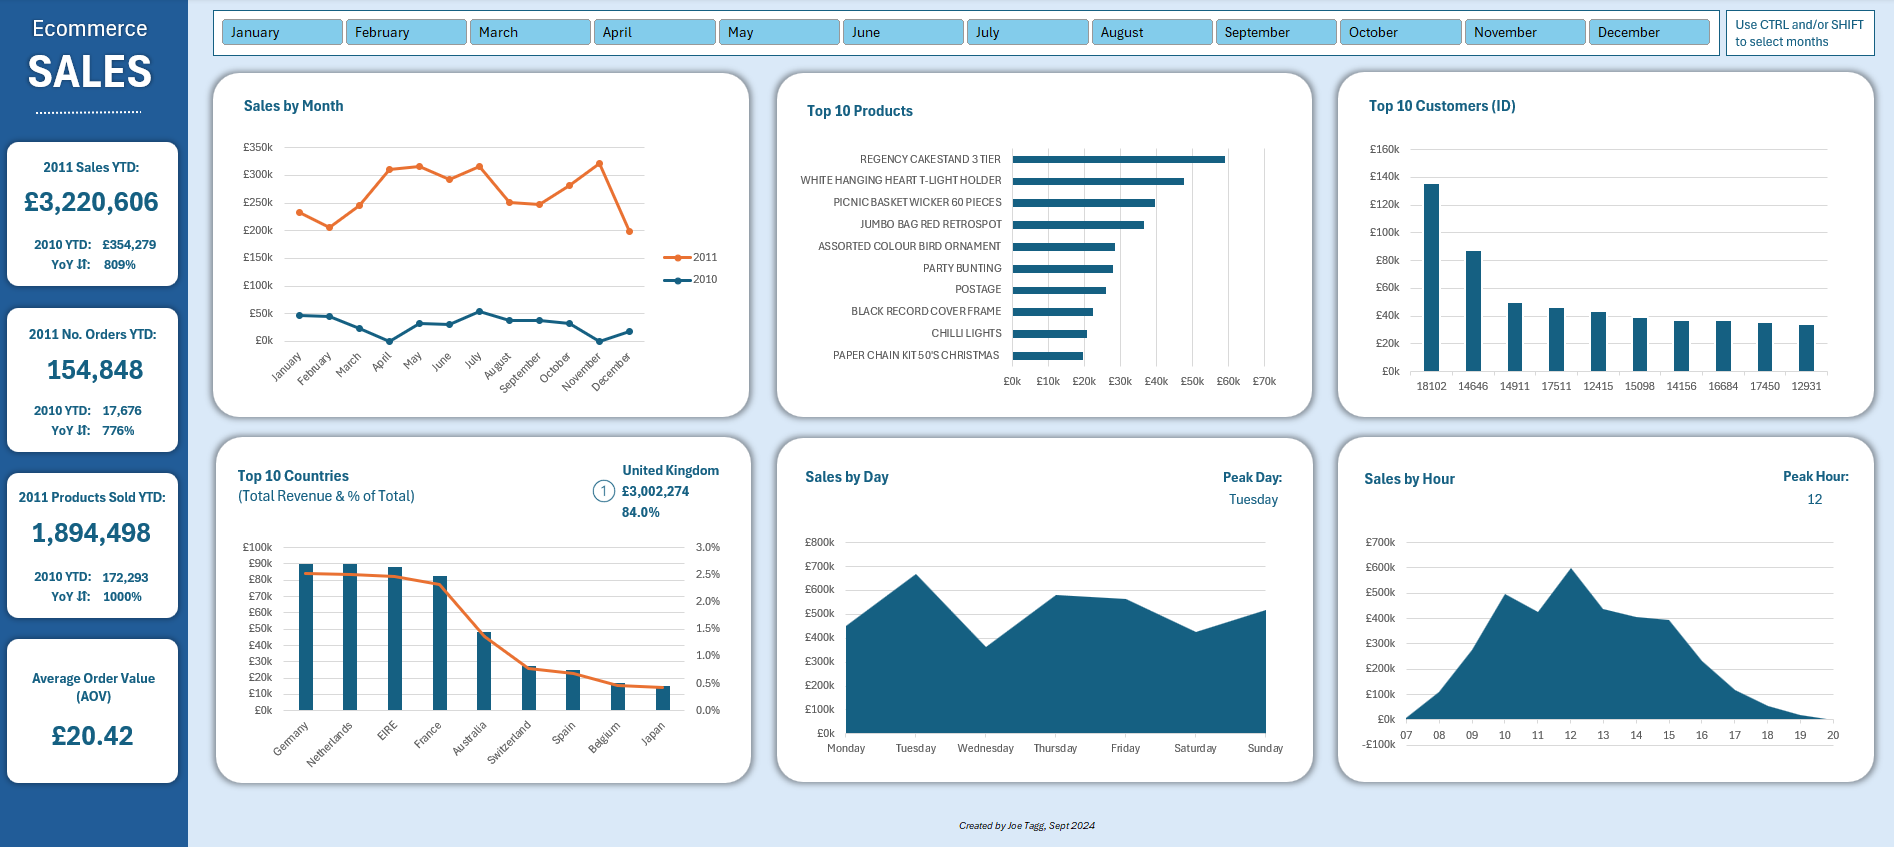 Ecommerce
SALES
2011 Sales YTD:
£3,220,606
2010 YTD: £354,279
YoY ⇵: 809%
2011 No. Orders YTD:
154,848
2010 YTD: 17,676
YoY ⇵: 776%
2011 Products Sold YTD:
1,894,498
2010 YTD: 172,293
YoY ⇵: 1000%
Average Order Value
(AOV)
£20.42
January February March April May June July August September October November December
Use CTRL and/or SHIFT
to select months
Sales by Month
£350k
£300k
£250k
£200k
£150k
£100k
£50k
£0k
January February March April May June July August September October November December
2011
2010
Top 10 Products
REGENCY CAKESTAND 3 TIER
WHITE HANGING HEART T-LIGHT HOLDER
PICNIC BASKET WICKER 60 PIECES
JUMBO BAG RED RETROSPOT
ASSORTED COLOUR BIRD ORNAMENT
PARTY BUNTING
POSTAGE
BLACK RECORD COVER FRAME
CHILLI LIGHTS
PAPER CHAIN KIT 50'S CHRISTMAS
£0k £10k £20k £30k £40k £50k £60k £70k
Top 10 Customers (ID)
£160k
£140k
£120k
£100k
£80k
£60k
£40k
£20k
£0k
18102 14646 14911 17511 12415 15098 14156 16684 17450 12931
Top 10 Countries
(Total Revenue & % of Total)
1
United Kingdom
£3,002,274
84.0%
£100k
£90k
£80k
£70k
£60k
£50k
£40k
£30k
£20k
£10k
£0k
3.0%
2.5%
2.0%
1.5%
1.0%
0.5%
0.0%
Germany Netherlands EIRE France Australia Switzerland Spain Belgium Japan
Sales by Day
Peak Day:
Tuesday
£800k
£700k
£600k
£500k
£400k
£300k
£200k
£100k
£0k
Monday Tuesday Wednesday Thursday Friday Saturday Sunday
Sales by Hour
Peak Hour:
12
£700k
£600k
£500k
£400k
£300k
£200k
£100k
£0k
-£100k
07 08 09 10 11 12 13 14 15 16 17 18 19 20
Created by Joe Tagg, Sept 2024